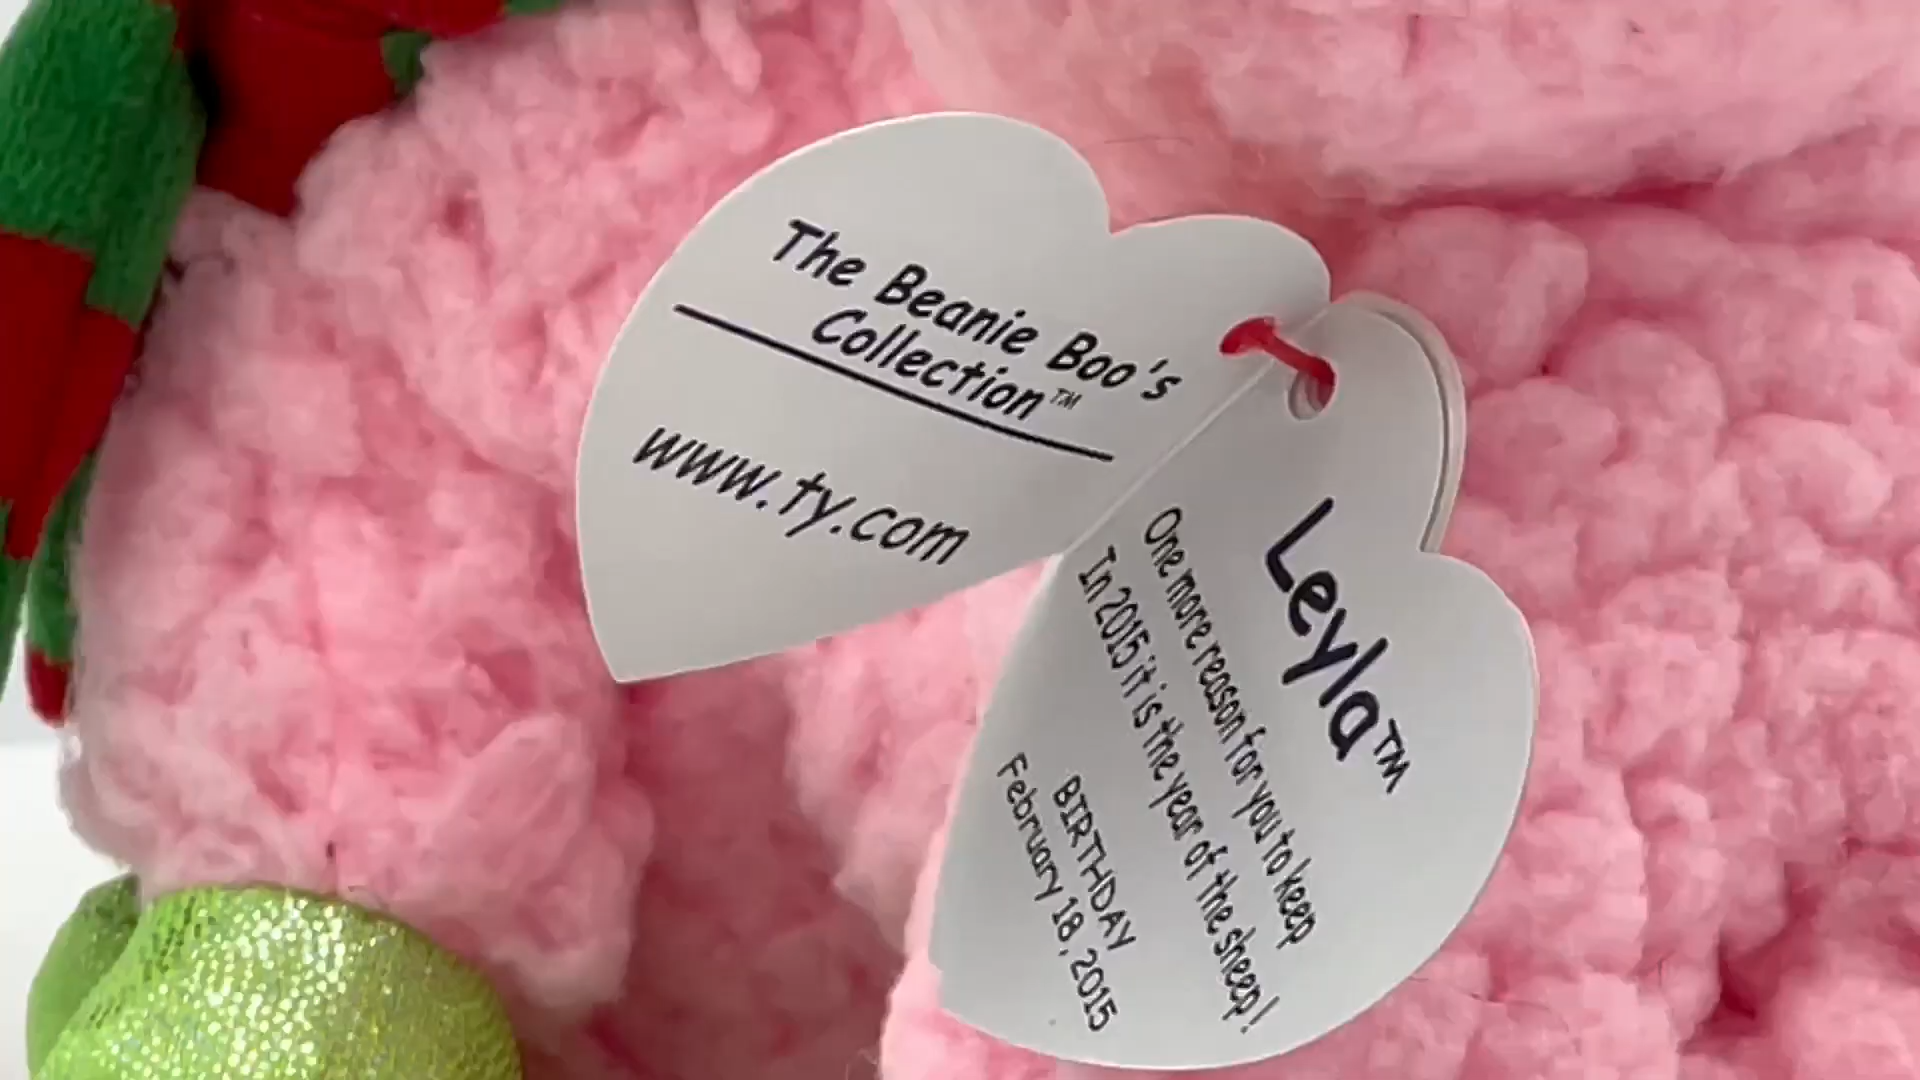 The Beanie Boo's
Collection™
www.ty.com
Leyla™
One more reason for you to keep
In 2015 it is the year of the sheep!
BIRTHDAY
February 18, 2015